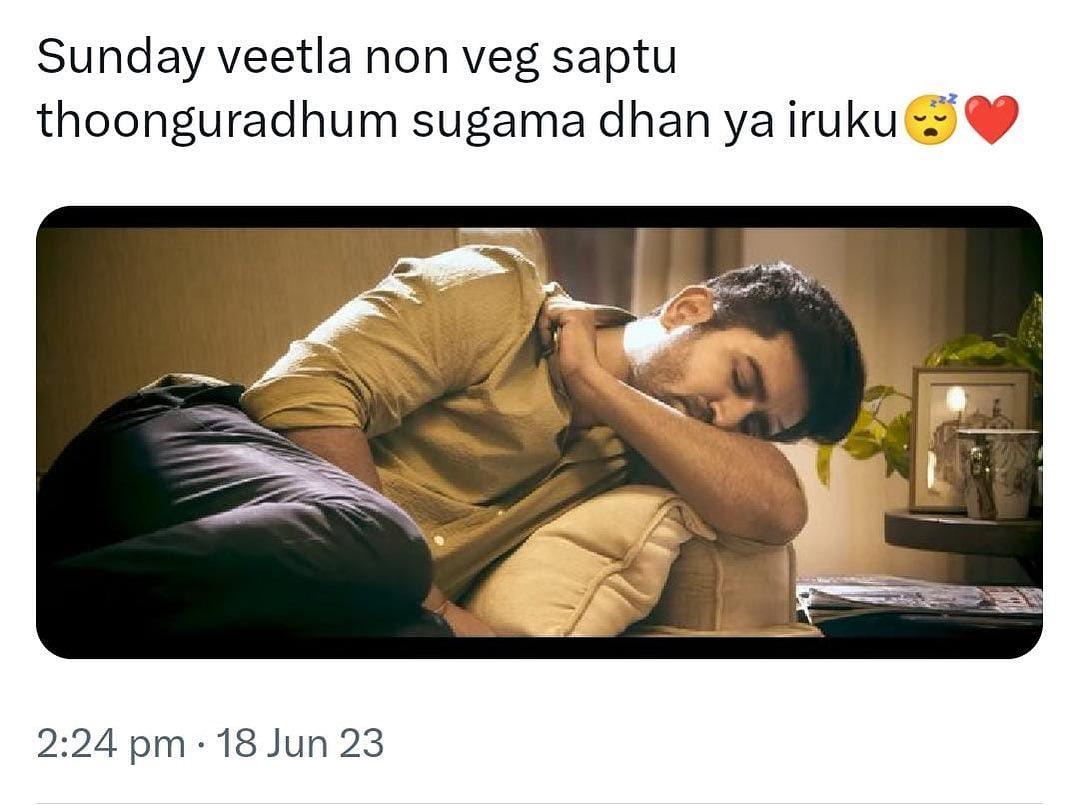 Sunday veetla non veg saptu
thoonguradhum sugama dhan ya iruku😴❤️
2:24 pm · 18 Jun 23